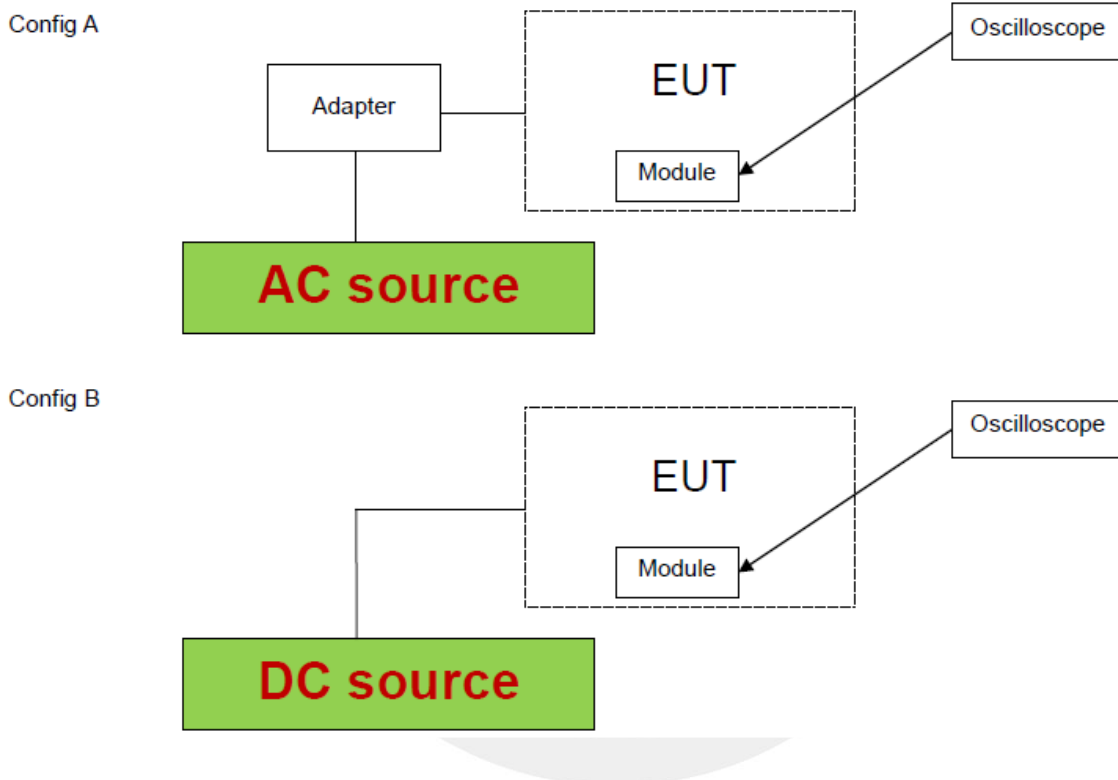 Config A
Oscilloscope
EUT
Adapter
Module
AC source
Config B
Oscilloscope
EUT
Module
DC source